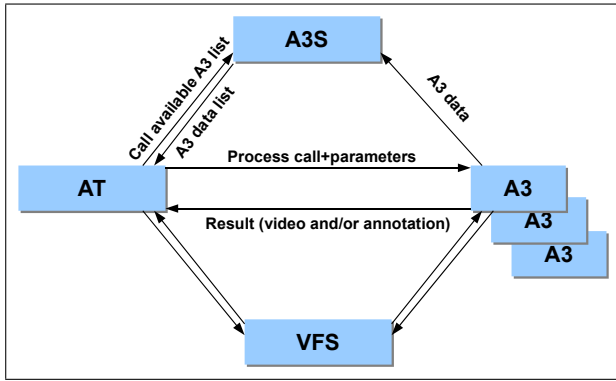 A3S
Call available A3 list
A3 data list
A3 data
Process call+parameters
AT
A3
Result (video and/or annotation)
A3
A3
VFS